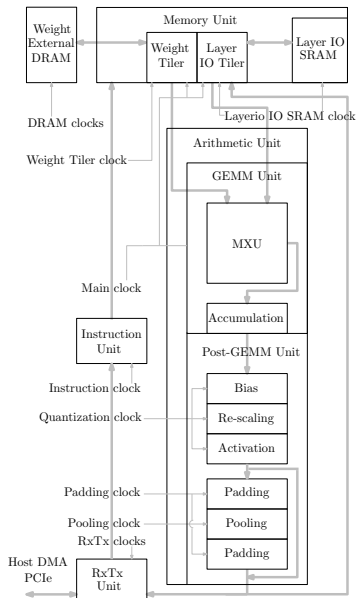 Weight
External
DRAM
Memory Unit
Weight
Tiler
Layer
IO Tiler
Layer IO
SRAM
DRAM clocks
Layerio SRAM clock
Arithmetic Unit
Weight Tiler clock
GEMM Unit
MXU
Main clock
Accumulation
Instruction
Unit
Post-GEMM Unit
Instruction clock
Bias
Quantization clock
Re-scaling
Activation
Padding clock
Padding
Pooling clock
Pooling
RxTx clocks
Padding
Host DMA
PCIe
RxTx
Unit